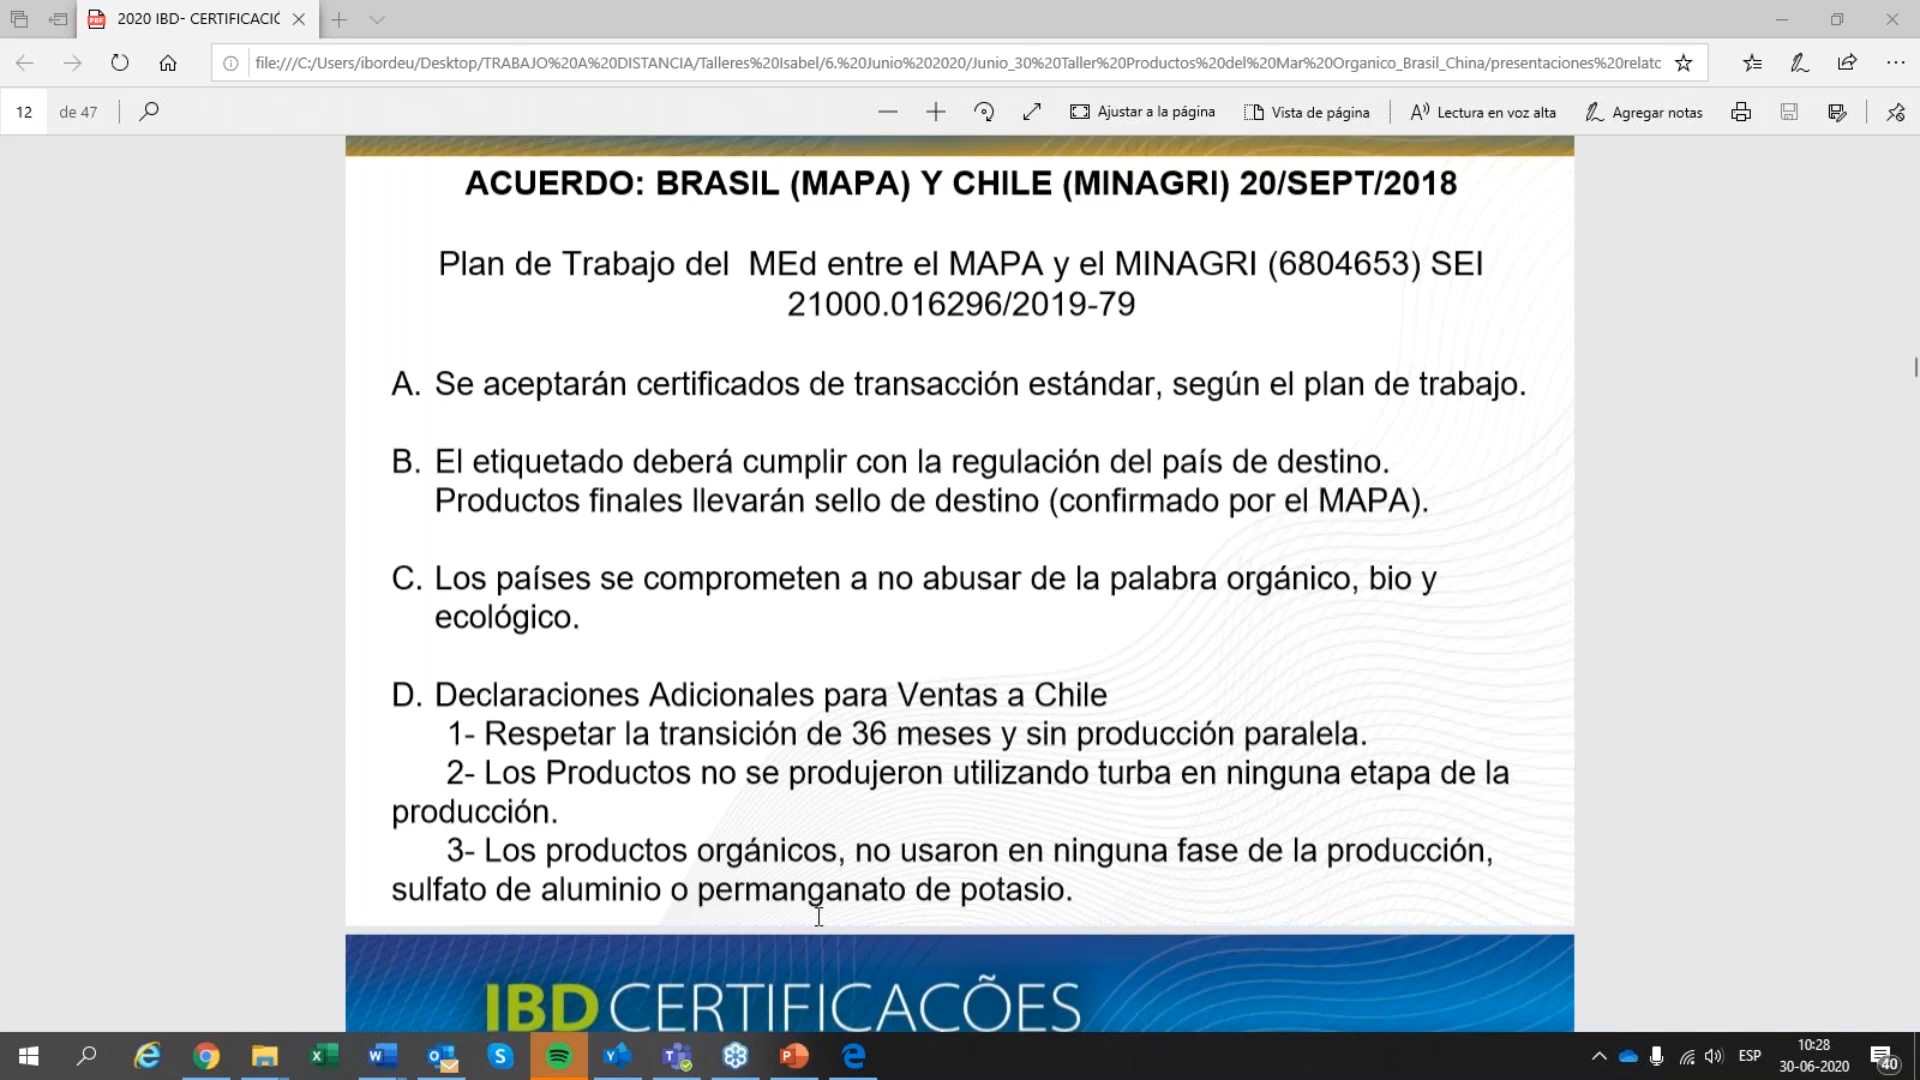 2020 IBD- CERTIFICACIÓ
file:///C:/Users/ibordeu/Desktop/TRABAJO%20A%20DISTANCIA/Talleres%20Isabel/6.%20Junio%202020/Junio_30%20Taller%20Productos%20del%20Mar%20Organico_Brasil_China/presentaciones%20relato
12 de 47
Ajustar a la página
Vista de página
Lectura en voz alta
Agregar notas
ACUERDO: BRASIL (MAPA) Y CHILE (MINAGRI) 20/SEPT/2018
Plan de Trabajo del MEd entre el MAPA y el MINAGRI (6804653) SEI
21000.016296/2019-79
A. Se aceptarán certificados de transacción estándar, según el plan de trabajo.
B. El etiquetado deberá cumplir con la regulación del país de destino.
Productos finales llevarán sello de destino (confirmado por el MAPA).
C. Los países se comprometen a no abusar de la palabra orgánico, bio y
ecológico.
D. Declaraciones Adicionales para Ventas a Chile
1- Respetar la transición de 36 meses y sin producción paralela.
2- Los Productos no se produjeron utilizando turba en ninguna etapa de la
producción.
3- Los productos orgánicos, no usaron en ninguna fase de la producción,
sulfato de aluminio o permanganato de potasio.
IBD CERTIFICAÇÕES
ESP
10:28
30-06-2020
40